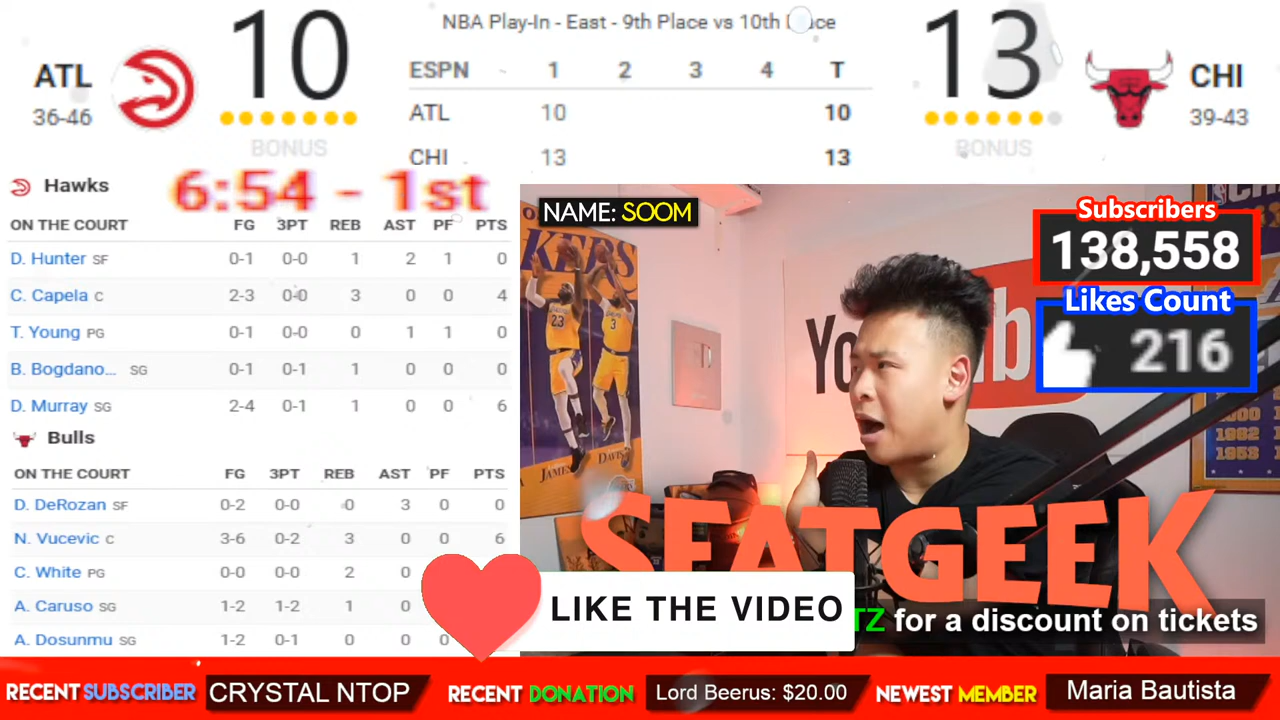 NBA Play-In - East - 9th Place vs 10th
ATL
36-46
10
BONUS
ESPN 1 2 3 4 T
ATL 10 10
CHI 13 13
13
BONUS
CHI
39-43
Hawks
6:54 - 1st
ON THE COURT FG 3PT REB AST PF PTS
D. Hunter SF 0-1 0-0 1 2 1 0
C. Capela C 2-3 0-0 3 0 0 4
T. Young PG 0-1 0-0 0 1 1 0
B. Bogdano... SG 0-1 0-1 1 0 0 0
D. Murray SG 2-4 0-1 1 0 0 6
Bulls
ON THE COURT FG 3PT REB AST PF PTS
D. DeRozan SF 0-2 0-0 0 3 0 0
N. Vucevic C 3-6 0-2 3 0 0 6
C. White PG 0-0 0-0 2 0
A. Caruso SG 1-2 1-2 1 0
A. Dosunmu SG 1-2 0-1 0 0 0
NAME: SOOM
LAKERS
23
3
JAMES
DAVIS
Subscribers
138,558
Likes Count
216
1962
1953
SEATGEEK
LIKE THE VIDEO
TZ for a discount on tickets
RECENT SUBSCRIBER CRYSTAL NTOP
RECENT DONATION Lord Beerus: $20.00
NEWEST MEMBER Maria Bautista